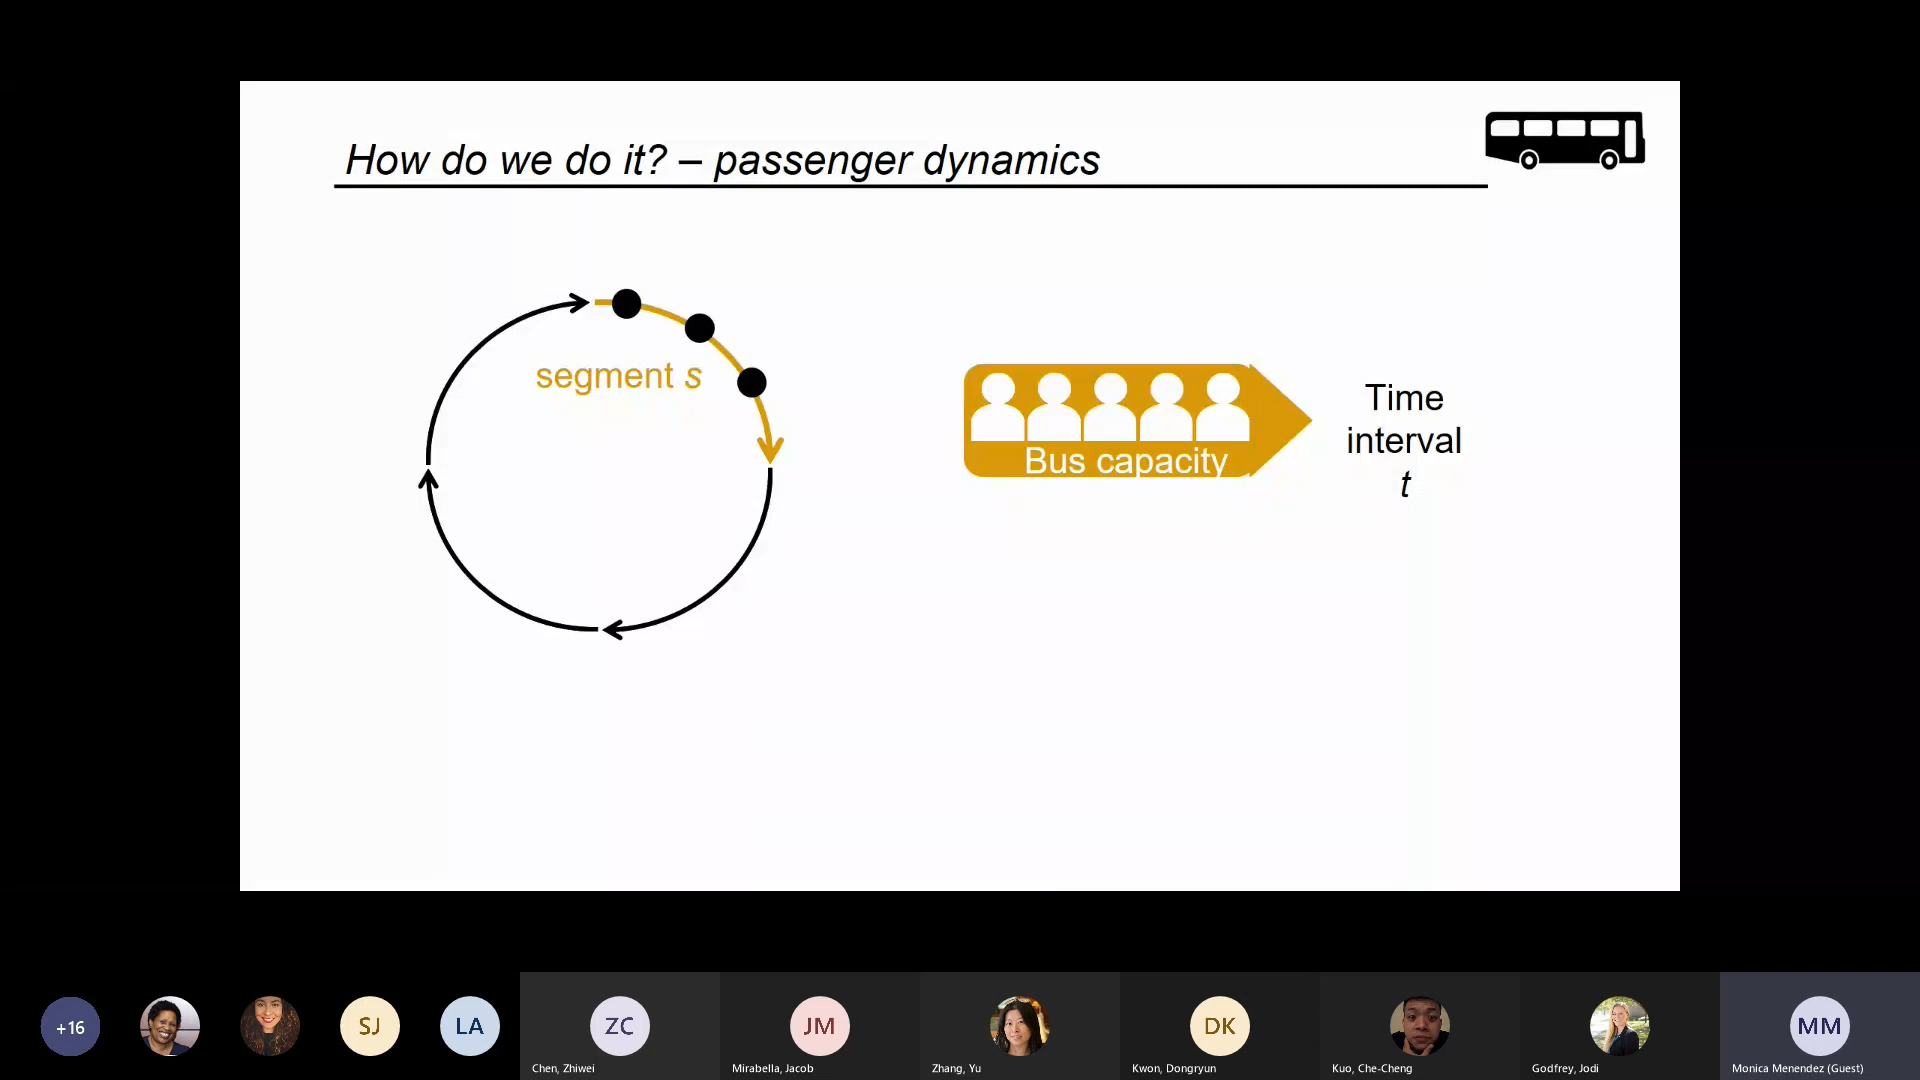 How do we do it? – passenger dynamics
segment s
Bus capacity
Time
interval
t
+16
SJ
LA
ZC
JM
DK
MM
Chen, Zhiwei
Mirabella, Jacob
Zhang, Yu
Kwon, Dongryun
Kuo, Che-Cheng
Godfrey, Jodi
Monica Menendez (Guest)